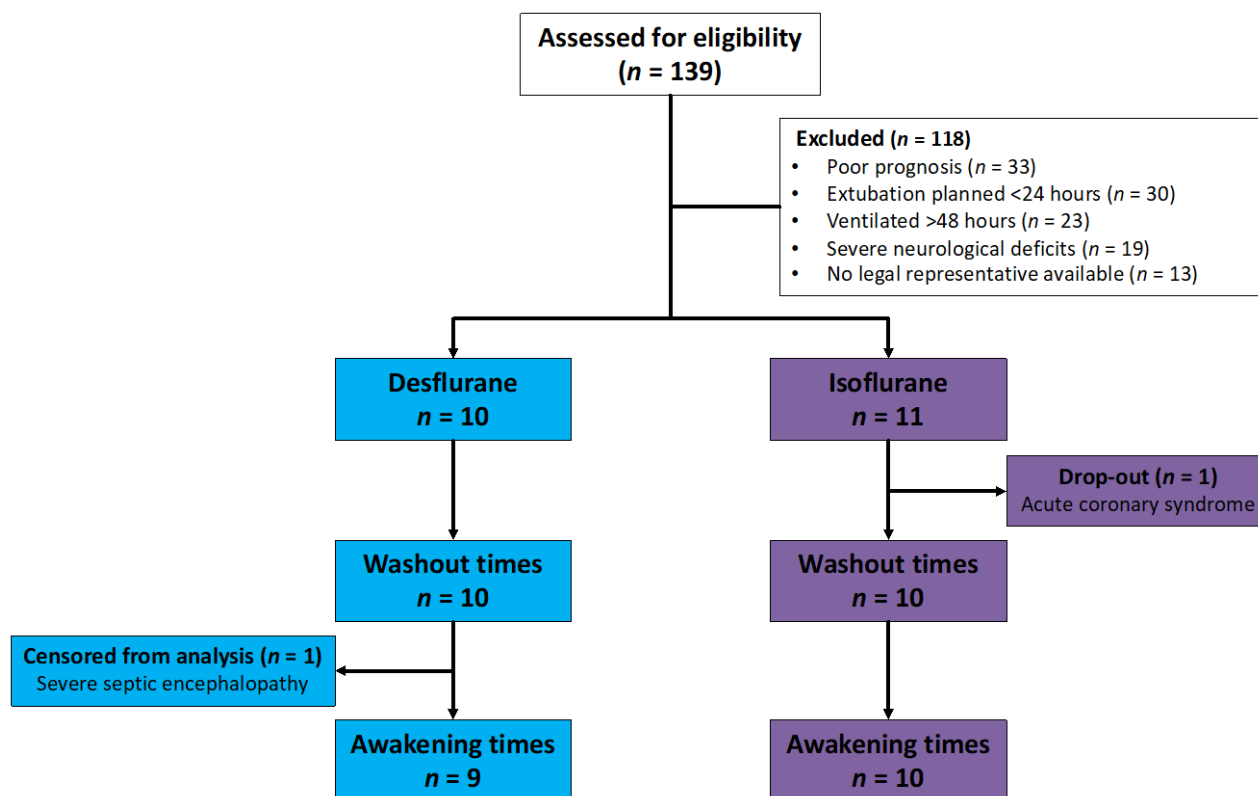 Assessed for eligibility
(n = 139)
Excluded (n = 118)
• Poor prognosis (n = 33)
• Extubation planned <24 hours (n = 30)
• Ventilated >48 hours (n = 23)
• Severe neurological deficits (n = 19)
• No legal representative available (n = 13)
Desflurane
n = 10
Isoflurane
n = 11
Drop-out (n = 1)
Acute coronary syndrome
Washout times
n = 10
Washout times
n = 10
Censored from analysis (n = 1)
Severe septic encephalopathy
Awakening times
n = 9
Awakening times
n = 10